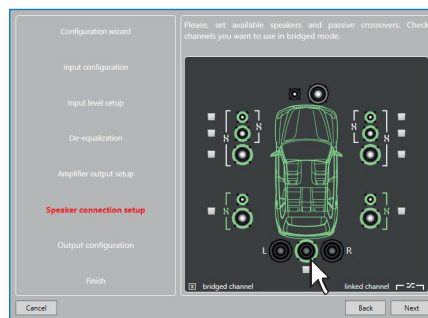 Configuration wizard
Input configuration
Input level setup
De-equalization
Amplifier output setup
Speaker connection setup
Output configuration
Finish
Please, set available speakers and passive crossovers. Check
channels you want to use in bridged mode.
L R
X bridged channel
linked channel
Cancel
Back
Next